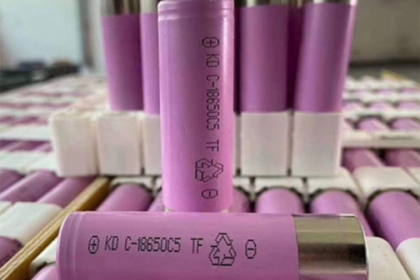 ⊕ KD C-18650C5 TF ♳ ⊖
⊕ KD C-18650C5 TF ♳ ⊖